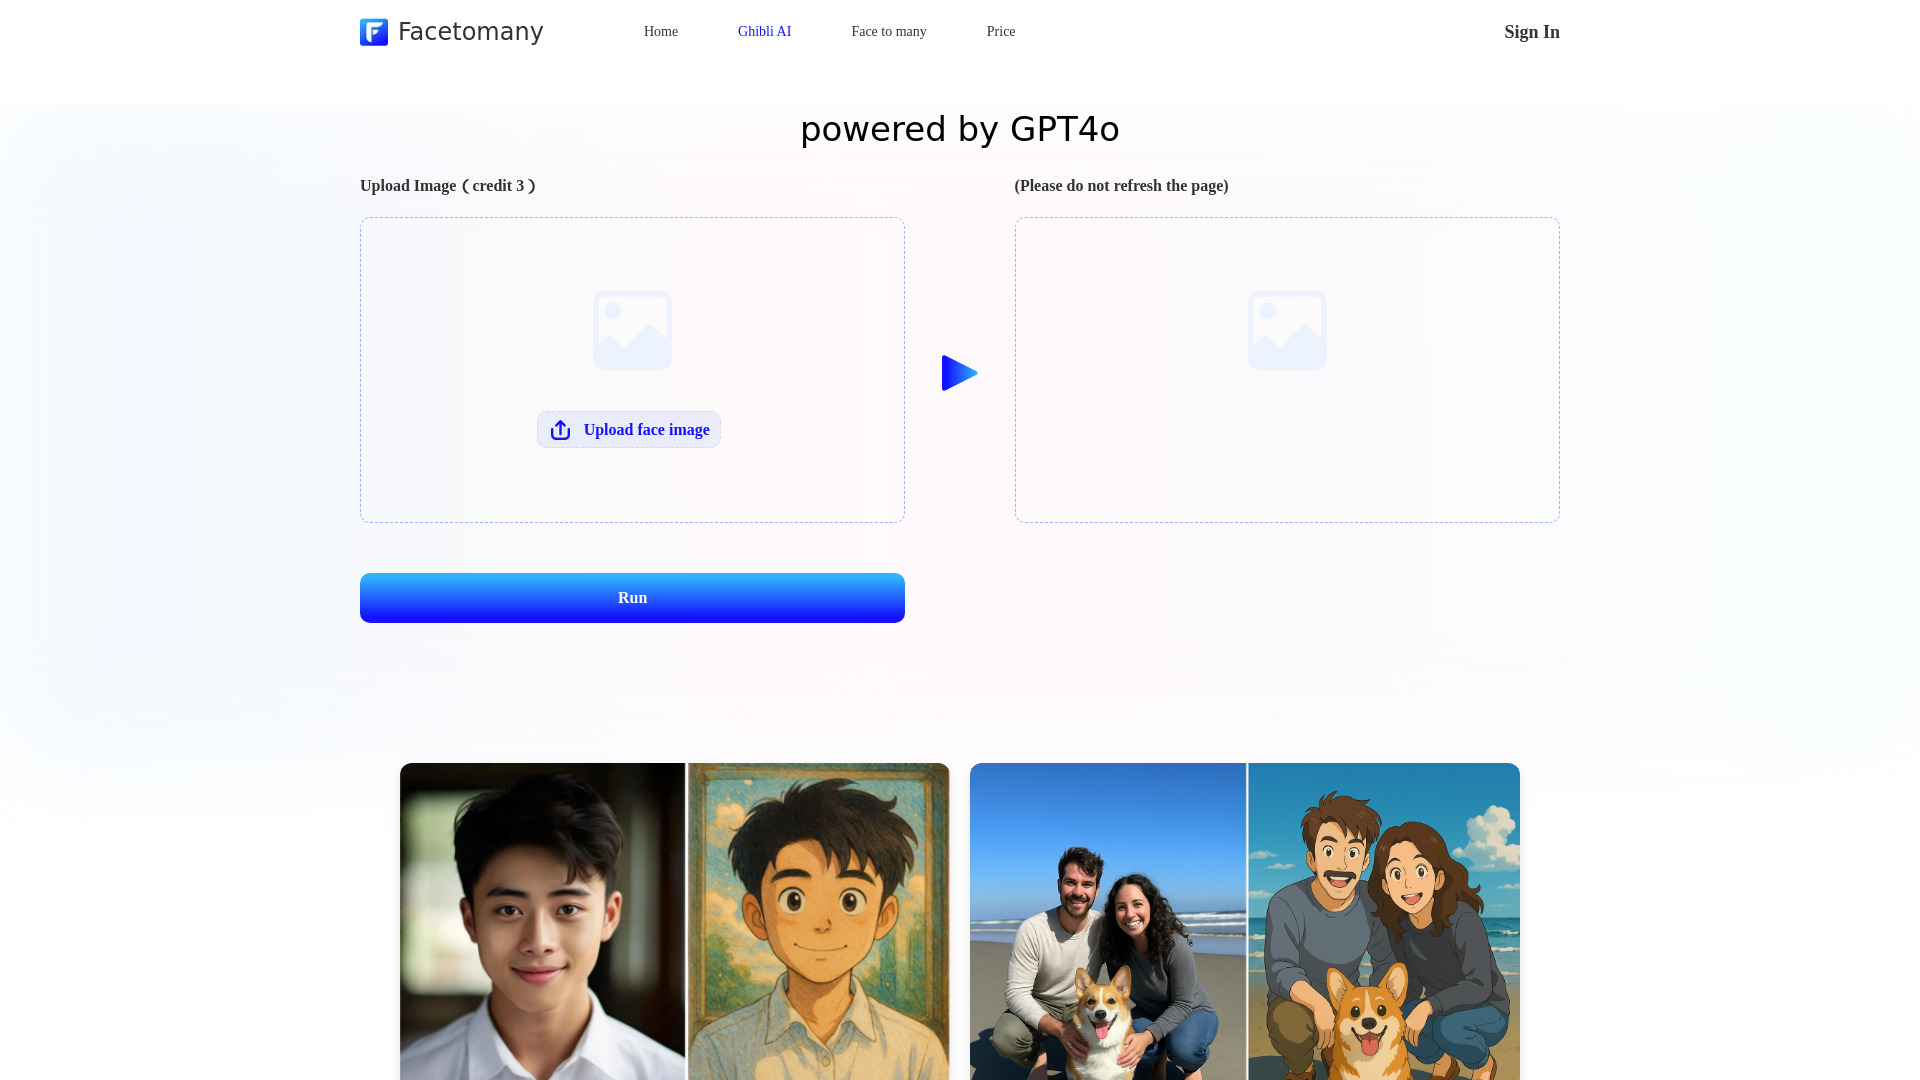 Facetomany
Home
Ghibli AI
Face to many
Price
Sign In
powered by GPT4o
Upload Image（credit 3）
(Please do not refresh the page)
Upload face image
Run